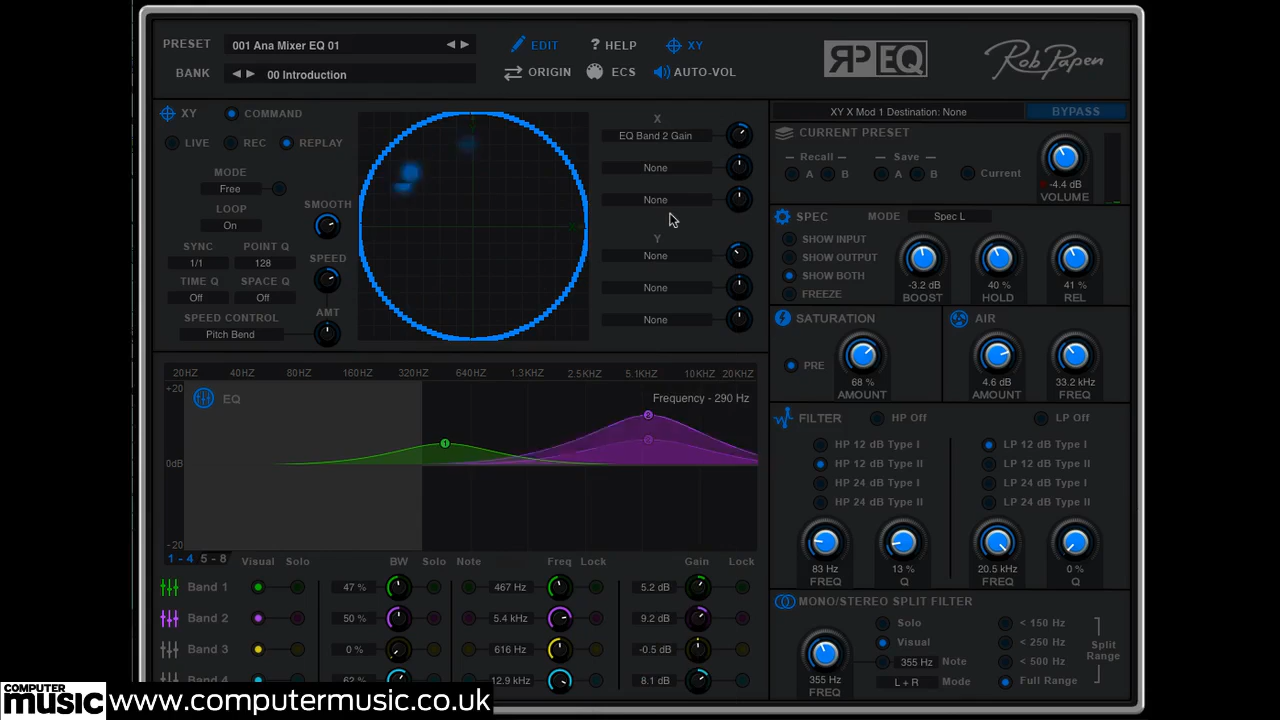 PRESET 001 Ana Mixer EQ 01
BANK 00 Introduction
EDIT ? HELP XY
ORIGIN ECS AUTO-VOL
RP EQ
Rob Papen
XY COMMAND
LIVE REC REPLAY
MODE
Free
LOOP
On
SMOOTH
SYNC POINT Q
1/1 128
SPEED
TIME Q SPACE Q
Off Off
SPEED CONTROL
Pitch Bend
AMT
X
EQ Band 2 Gain
None
None
Y
None
None
None
XY X Mod 1 Destination: None BYPASS
CURRENT PRESET
Recall Save
A B A B Current
-4.4 dB
VOLUME
SPEC MODE Spec L
SHOW INPUT
SHOW OUTPUT
SHOW BOTH
FREEZE
-3.2 dB 40 % 41 %
BOOST HOLD REL
SATURATION AIR
PRE
68 % 4.6 dB 33.2 kHz
AMOUNT AMOUNT FREQ
FILTER HP Off LP Off
HP 12 dB Type I LP 12 dB Type I
HP 12 dB Type II LP 12 dB Type II
HP 24 dB Type I LP 24 dB Type I
HP 24 dB Type II LP 24 dB Type II
83 Hz 13 % 20.5 kHz 0 %
FREQ Q FREQ Q
MONO/STEREO SPLIT FILTER
Solo < 150 Hz
Visual < 250 Hz
355 Hz Note < 500 Hz
L + R Mode Full Range
Split
Range
355 Hz
FREQ
20HZ 40HZ 80HZ 160HZ 320HZ 640HZ 1.3KHZ 2.5KHZ 5.1KHZ 10KHZ 20KHZ
+20
EQ Frequency - 290 Hz
2
1
0dB
-20
1 - 4 5 - 8 Visual Solo BW Solo Note Freq Lock Gain Lock
Band 1 47 % 467 Hz 5.2 dB
Band 2 50 % 5.4 kHz 9.2 dB
Band 3 0 % 616 Hz -0.5 dB
Band 4 62 % 12.9 kHz 8.1 dB
COMPUTER
music www.computermusic.co.uk